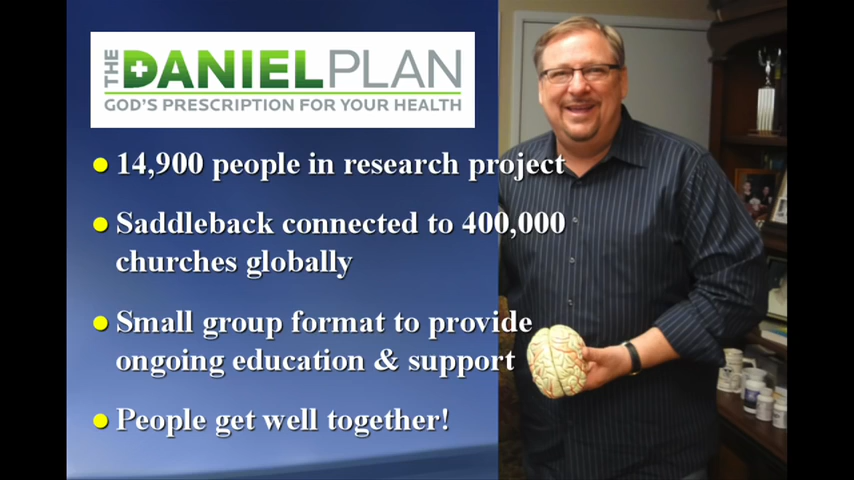 THE DANIEL PLAN
GOD'S PRESCRIPTION FOR YOUR HEALTH
14,900 people in research project
Saddleback connected to 400,000
churches globally
Small group format to provide
ongoing education & support
People get well together!